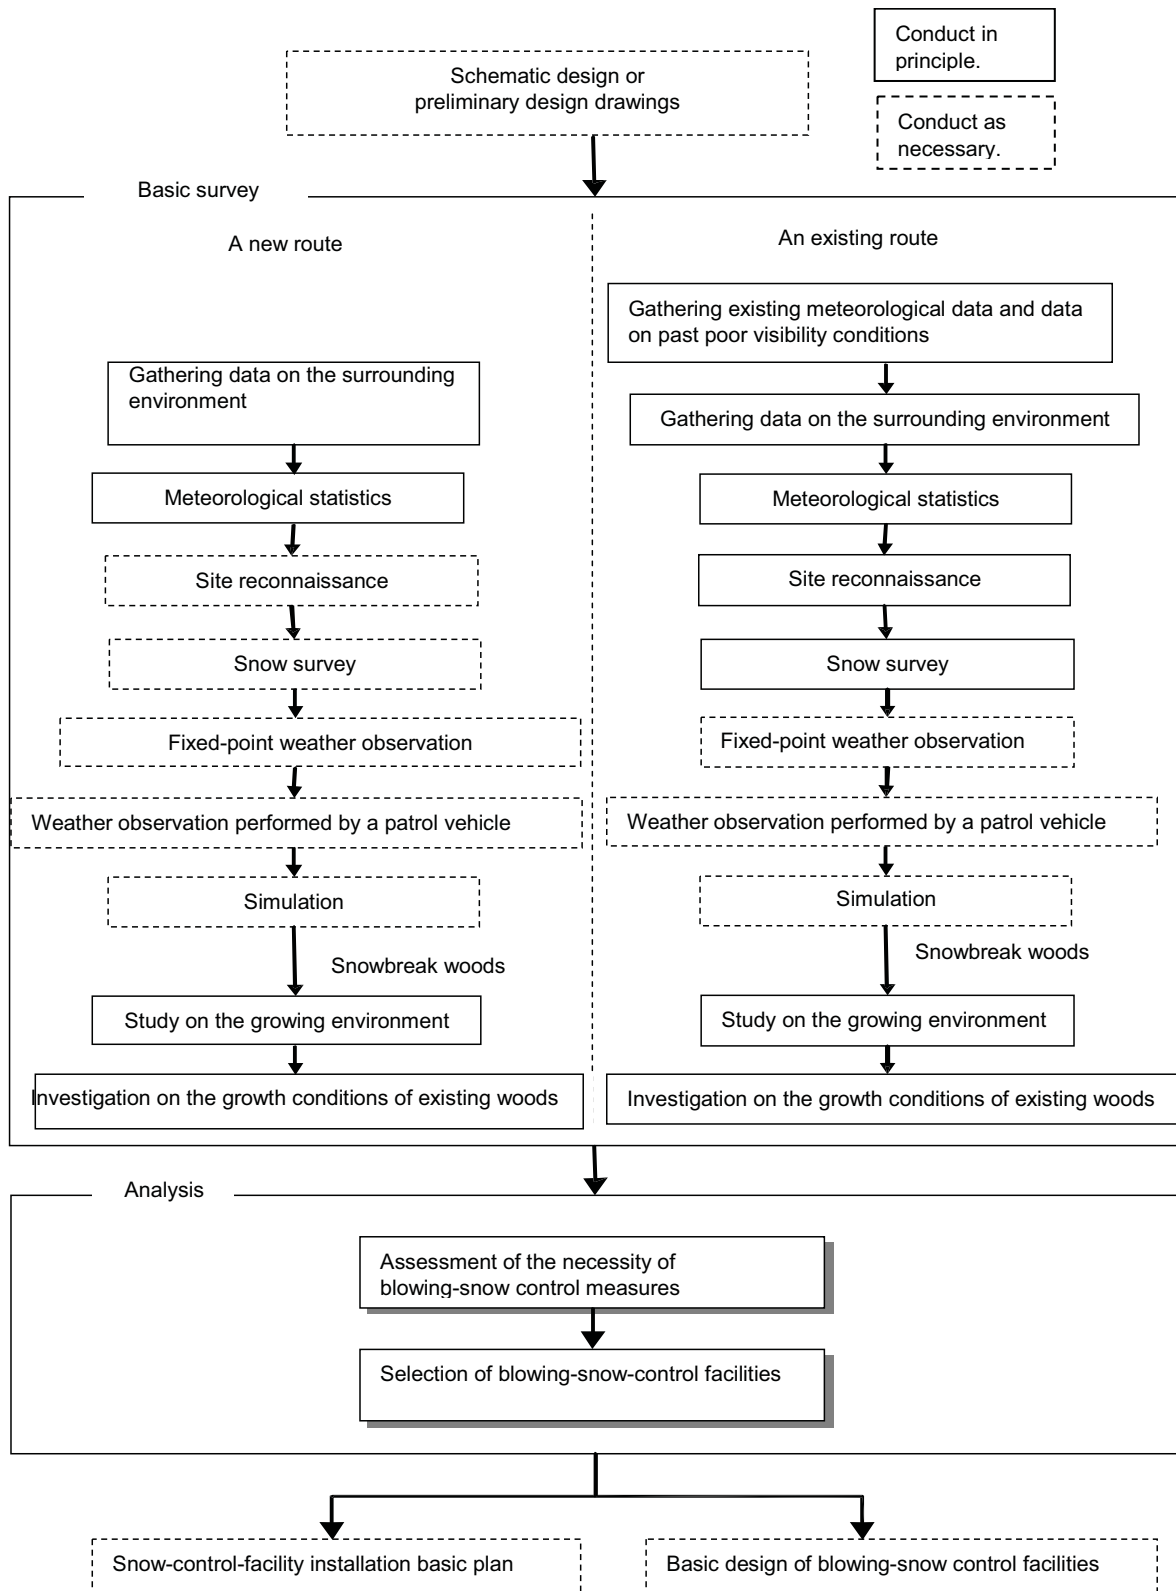 Conduct in
principle.
Schematic design or
preliminary design drawings
Conduct as
necessary.
Basic survey
A new route
Gathering data on the surrounding
environment
Meteorological statistics
Site reconnaissance
Snow survey
Fixed-point weather observation
Weather observation performed by a patrol vehicle
Simulation
Snowbreak woods
Study on the growing environment
Investigation on the growth conditions of existing woods
An existing route
Gathering existing meteorological data and data
on past poor visibility conditions
Gathering data on the surrounding environment
Meteorological statistics
Site reconnaissance
Snow survey
Fixed-point weather observation
Weather observation performed by a patrol vehicle
Simulation
Snowbreak woods
Study on the growing environment
Investigation on the growth conditions of existing woods
Analysis
Assessment of the necessity of
blowing-snow control measures
Selection of blowing-snow-control facilities
Snow-control-facility installation basic plan
Basic design of blowing-snow control facilities